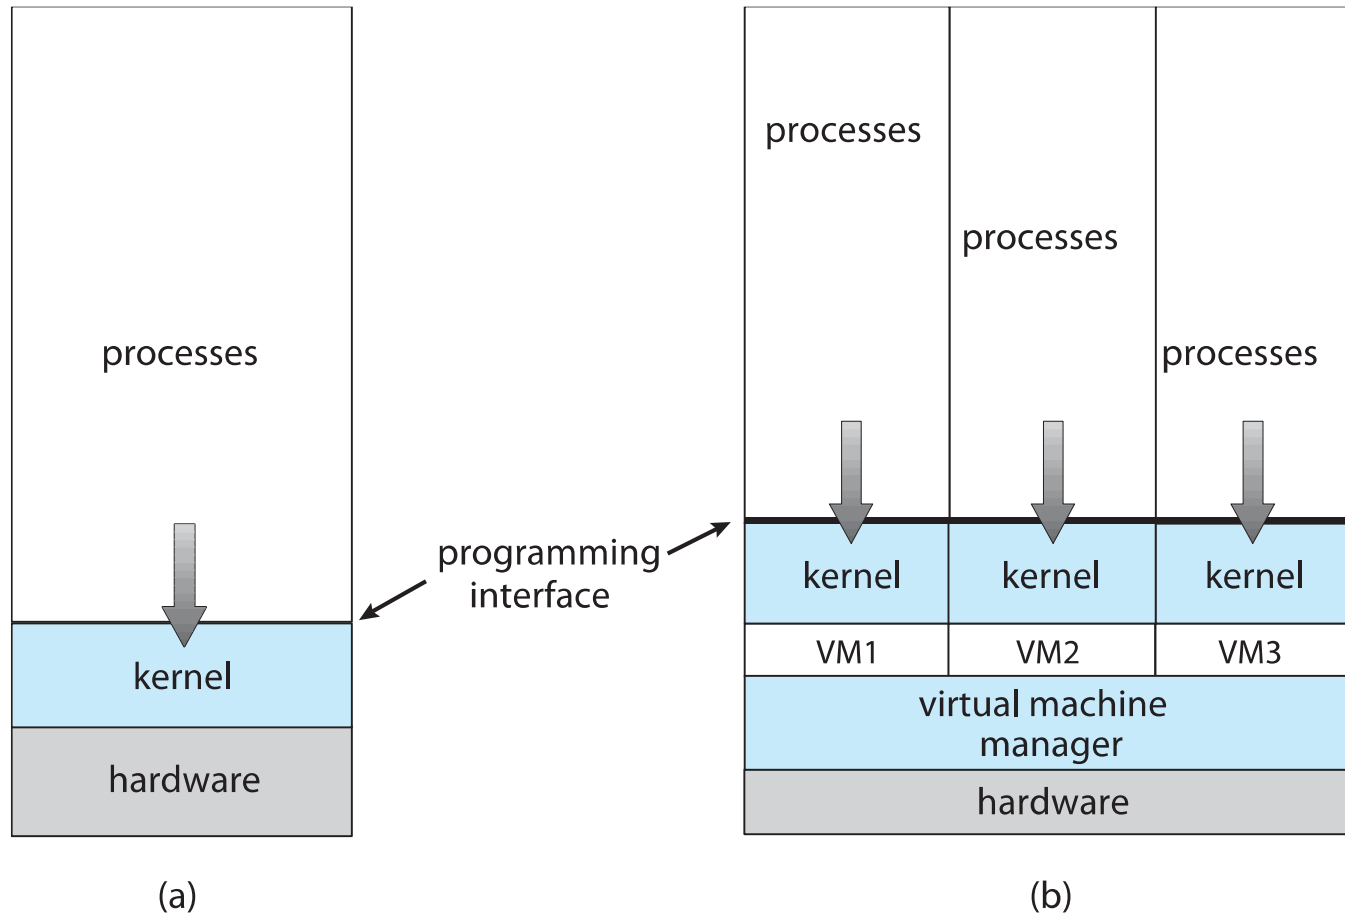 processes
kernel
hardware
(a)
programming
interface
processes
processes
processes
kernel
kernel
kernel
VM1
VM2
VM3
virtual machine
manager
hardware
(b)